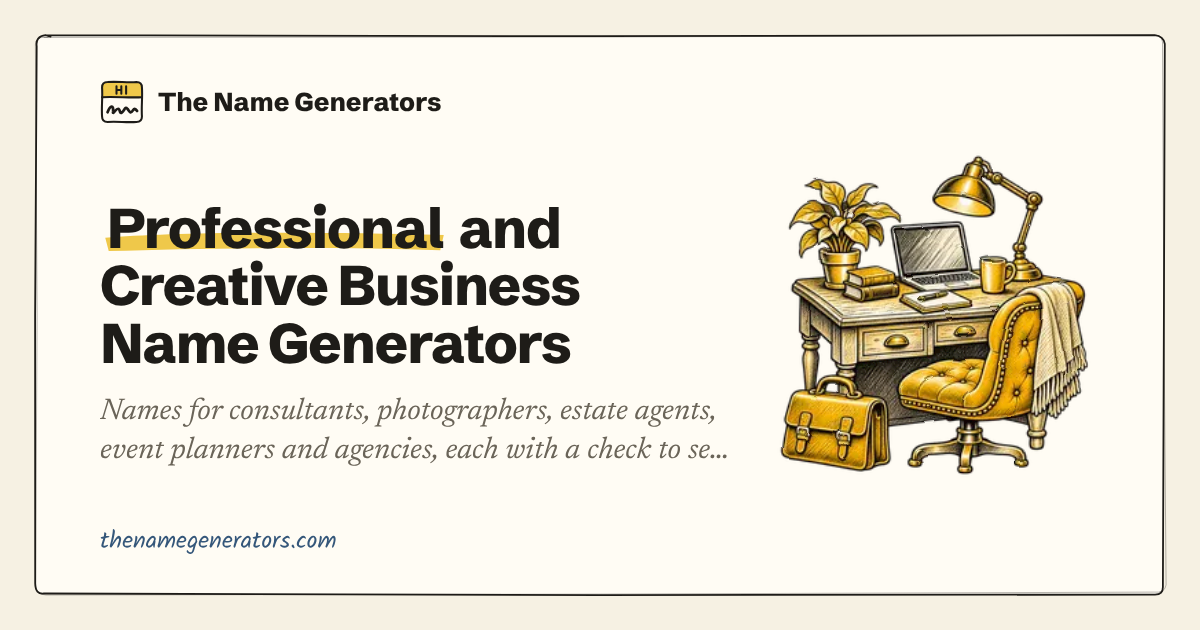 HI
The Name Generators
Professional and
Creative Business
Name Generators
Names for consultants, photographers, estate agents,
event planners and agencies, each with a check to se...
thenamegenerators.com